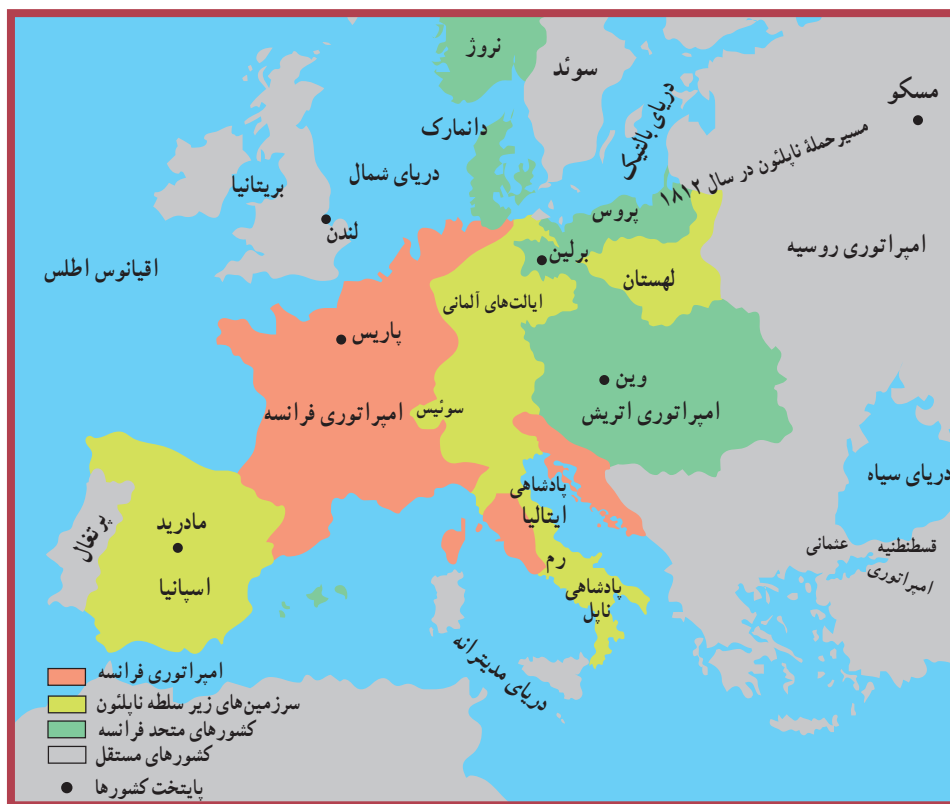 نروژ
سوئد
مسکو
دانمارک
دریای بالتیک
مسیر حملهٔ ناپلئون در سال ۱۸۱۲
دریای شمال
بریتانیا
لندن
پروس
برلین
امپراتوری روسیه
اقیانوس اطلس
لهستان
ایالت‌های آلمانی
پاریس
وین
سوئیس
امپراتوری فرانسه
امپراتوری اتریش
دریای سیاه
پادشاهی
ایتالیا
پرتغال
مادرید
اسپانیا
قسطنطنیه
عثمانی
امپراتوری
رم
پادشاهی
ناپل
دریای مدیترانه
امپراتوری فرانسه
سرزمین‌های زیر سلطه ناپلئون
کشورهای متحد فرانسه
کشورهای مستقل
پایتخت کشورها